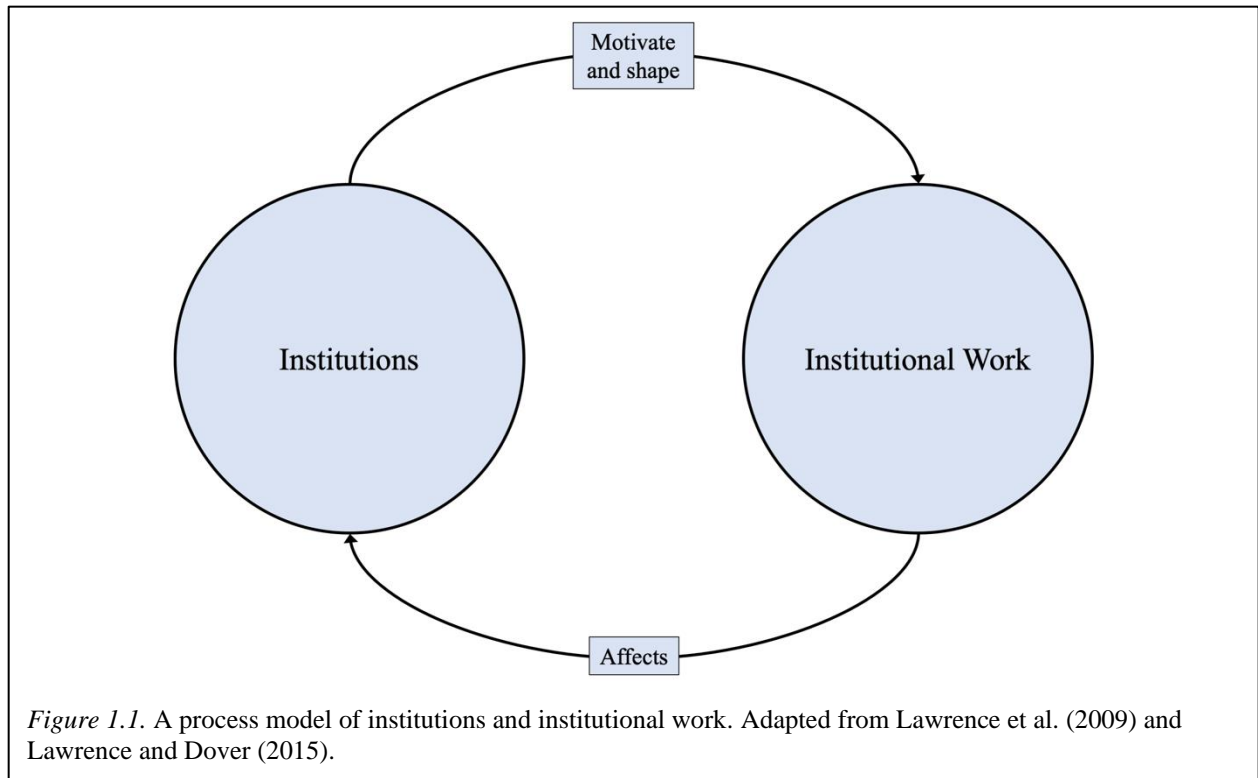 Motivate
and shape
Institutions
Institutional Work
Affects
Figure 1.1. A process model of institutions and institutional work. Adapted from Lawrence et al. (2009) and
Lawrence and Dover (2015).